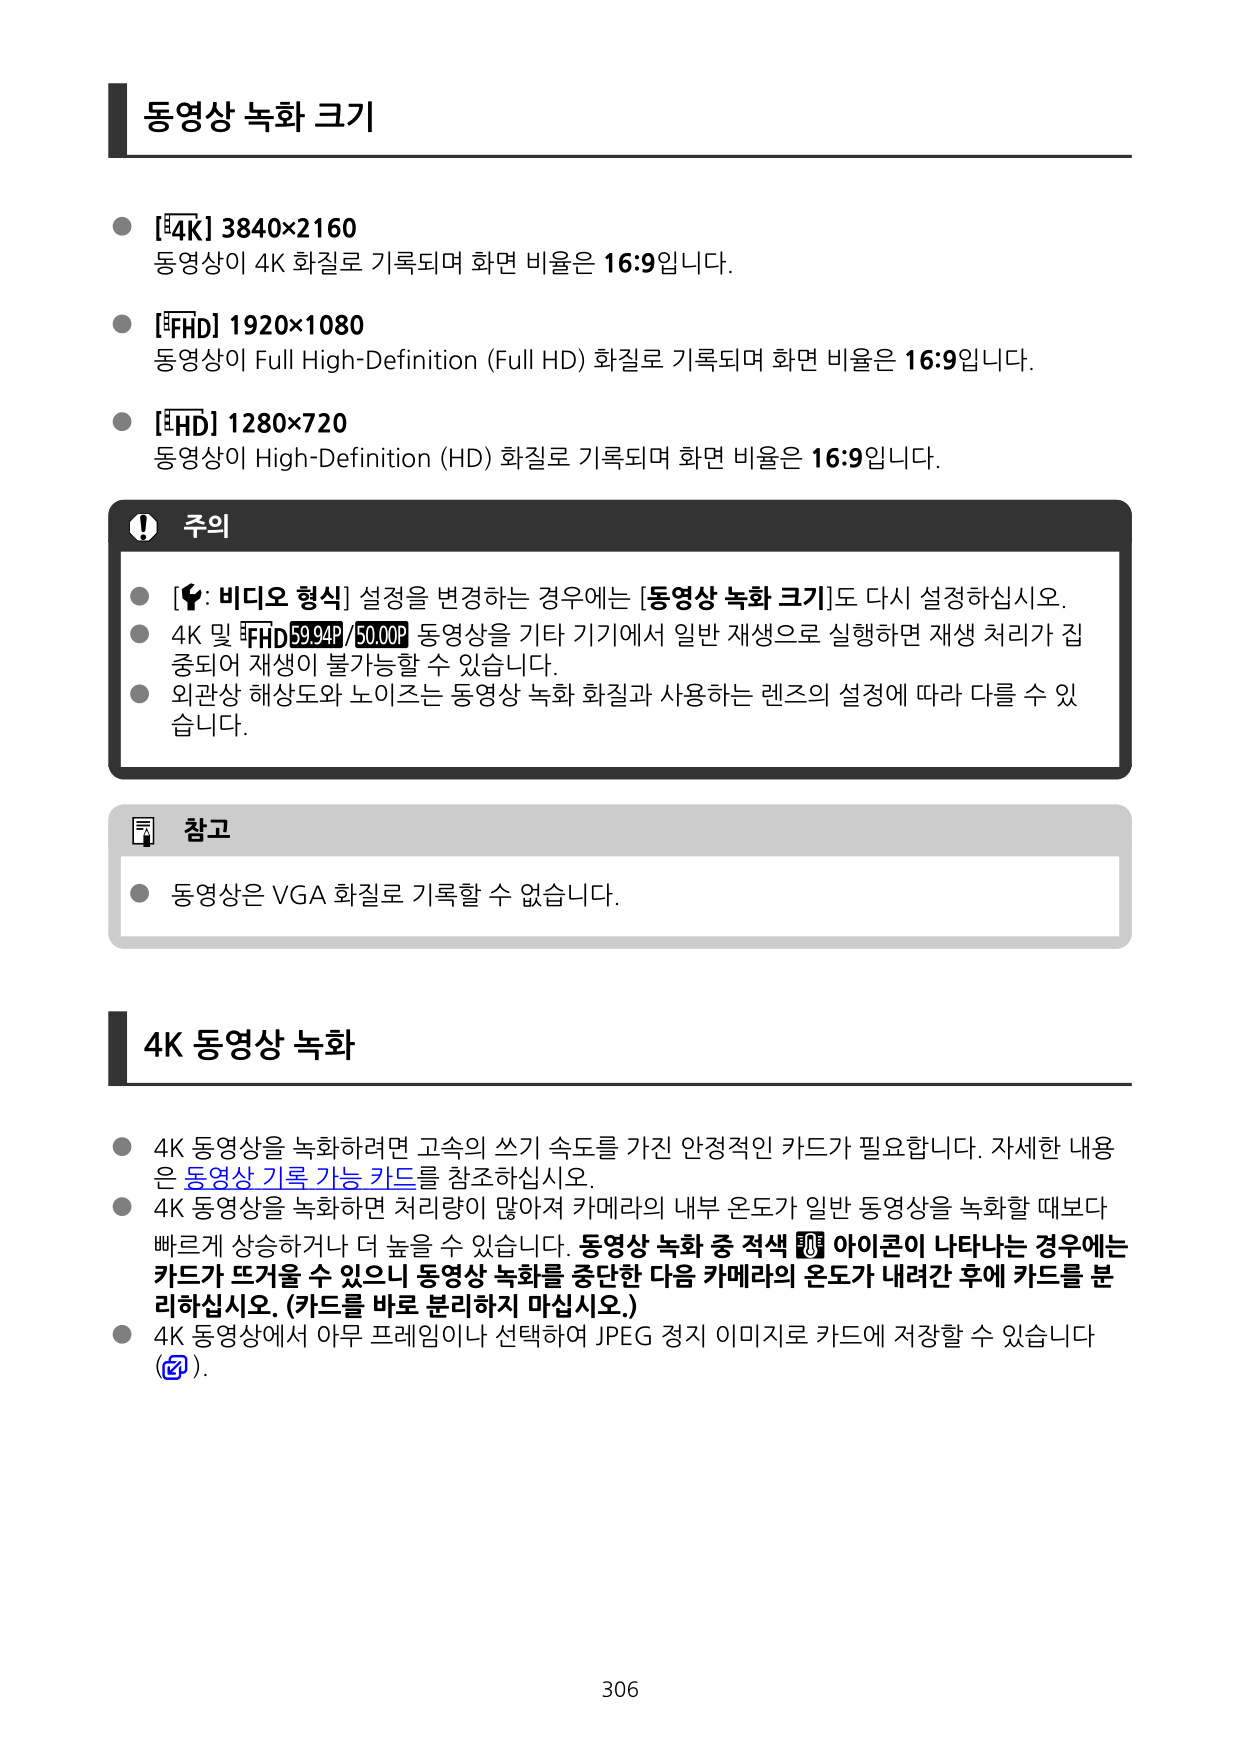 동영상 녹화 크기
● [4K] 3840×2160
동영상이 4K 화질로 기록되며 화면 비율은 16:9입니다.
● [FHD] 1920×1080
동영상이 Full High-Definition (Full HD) 화질로 기록되며 화면 비율은 16:9입니다.
● [HD] 1280×720
동영상이 High-Definition (HD) 화질로 기록되며 화면 비율은 16:9입니다.
주의
● [: 비디오 형식] 설정을 변경하는 경우에는 [동영상 녹화 크기]도 다시 설정하십시오.
● 4K 및 FHD59.94P/50.00P 동영상을 기타 기기에서 일반 재생으로 실행하면 재생 처리가 집
중되어 재생이 불가능할 수 있습니다.
● 외관상 해상도와 노이즈는 동영상 녹화 화질과 사용하는 렌즈의 설정에 따라 다를 수 있
습니다.
참고
● 동영상은 VGA 화질로 기록할 수 없습니다.
4K 동영상 녹화
● 4K 동영상을 녹화하려면 고속의 쓰기 속도를 가진 안정적인 카드가 필요합니다. 자세한 내용
은 동영상 기록 가능 카드를 참조하십시오.
● 4K 동영상을 녹화하면 처리량이 많아져 카메라의 내부 온도가 일반 동영상을 녹화할 때보다
빠르게 상승하거나 더 높을 수 있습니다. 동영상 녹화 중 적색 아이콘이 나타나는 경우에는
카드가 뜨거울 수 있으니 동영상 녹화를 중단한 다음 카메라의 온도가 내려간 후에 카드를 분
리하십시오. (카드를 바로 분리하지 마십시오.)
● 4K 동영상에서 아무 프레임이나 선택하여 JPEG 정지 이미지로 카드에 저장할 수 있습니다
( ).
306